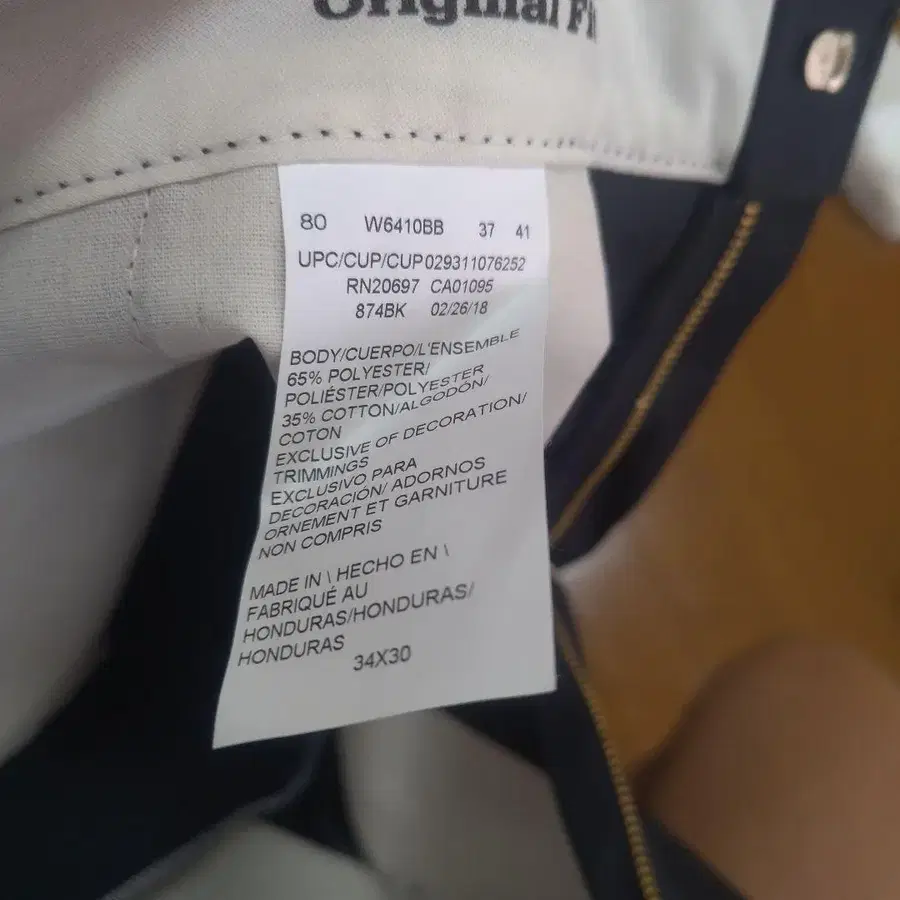 Original Fi
80 W6410BB 37 41
UPC/CUP/CUP029311076252
RN20697 CA01095
874BK 02/26/18
BODY/CUERPO/L'ENSEMBLE
65% POLYESTER/
POLIÉSTER/POLYESTER
35% COTTON/ALGODÓN/
COTON
EXCLUSIVE OF DECORATION/
TRIMMINGS
EXCLUSIVO PARA
DECORACIÓN/ ADORNOS
ORNEMENT ET GARNITURE
NON COMPRIS
MADE IN \ HECHO EN \
FABRIQUÉ AU
HONDURAS/HONDURAS/
HONDURAS
34X30